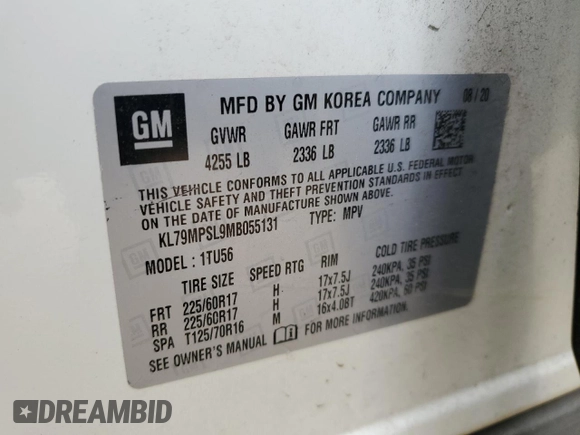 GM
MFD BY GM KOREA COMPANY 08/20
GVWR GAWR FRT GAWR RR
4255 LB 2336 LB 2336 LB
THIS VEHICLE CONFORMS TO ALL APPLICABLE U.S. FEDERAL MOTOR
VEHICLE SAFETY AND THEFT PREVENTION STANDARDS IN EFFECT
ON THE DATE OF MANUFACTURE SHOWN ABOVE.
KL79MPSL9MB055131 TYPE: MPV
MODEL: 1TU56
TIRE SIZE SPEED RTG RIM COLD TIRE PRESSURE
FRT 225/60R17 H 17x7.5J 240KPA, 35 PSI
RR 225/60R17 H 17x7.5J 240KPA, 35 PSI
SPA T125/70R16 M 16x4.0BT 420KPA, 60 PSI
SEE OWNER'S MANUAL FOR MORE INFORMATION.
DREAMBID